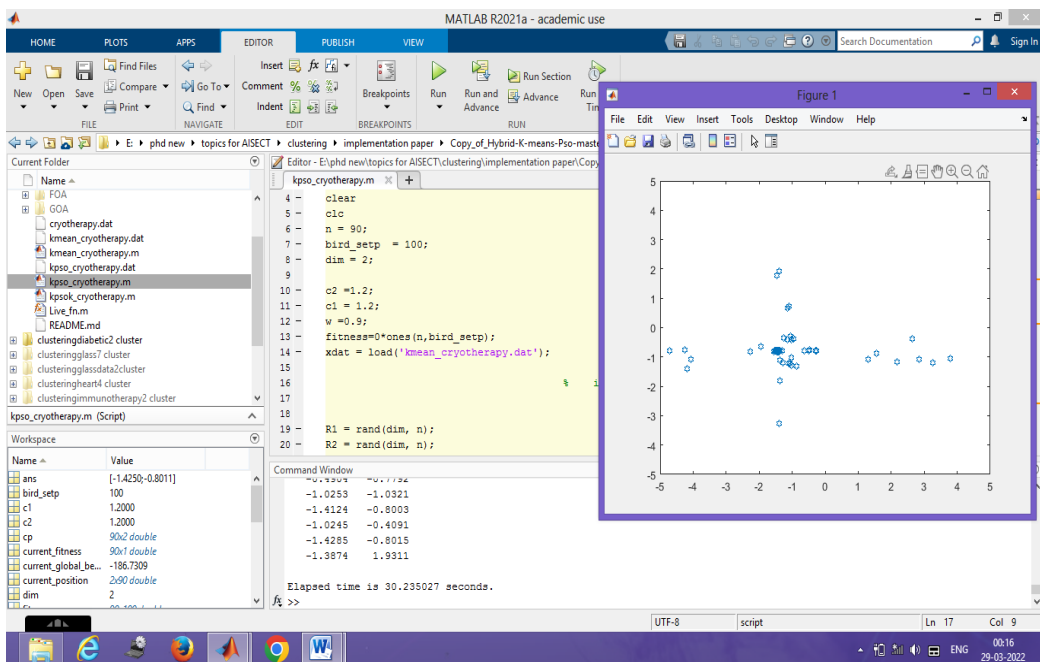 MATLAB R2021a - academic use
HOME PLOTS APPS EDITOR PUBLISH VIEW Search Documentation Sign In
New Open Save Find Files Compare Print
FILE
Go To Find
NAVIGATE
Insert fx
Comment
Indent
EDIT
Breakpoints
BREAKPOINTS
Run Run and Advance Run Section Advance Run
RUN
E: phd new topics for AISECT clustering implementation paper Copy_of_Hybrid-K-means-Pso-maste
Current Folder
Name
FOA
GOA
cryotherapy.dat
kmean_cryotherapy.dat
kmean_cryotherapy.m
kpso_cryotherapy.dat
kpso_cryotherapy.m
kpsok_cryotherapy.m
Live_fn.m
README.md
clusteringdiabetic2 cluster
clusteringglass7 cluster
clusteringglassdata2cluster
clusteringheart4 cluster
clusteringimmunotherapy2 cluster
kpso_cryotherapy.m (Script)
Workspace
Name Value
ans [-1.4250;-0.8011]
bird_setp 100
c1 1.2000
c2 1.2000
cp 90x2 double
current_fitness 90x1 double
current_global_be... -186.7309
current_position 2x90 double
dim 2
Editor - E:\phd new\topics for AISECT\clustering\implementation paper\Copy
kpso_cryotherapy.m
4 - clear
5 - clc
6 - n = 90;
7 - bird_setp = 100;
8 - dim = 2;
9
10 - c2 =1.2;
11 - c1 = 1.2;
12 - w =0.9;
13 - fitness=0*ones(n,bird_setp);
14 - xdat = load('kmean_cryotherapy.dat');
15
16 % i
17
18
19 - R1 = rand(dim, n);
20 - R2 = rand(dim, n);
Command Window
-1.0253 -1.0321
-1.4124 -0.8003
-1.0245 -0.4091
-1.4285 -0.8015
-1.3874 1.9311
Elapsed time is 30.235027 seconds.
fx >>
Figure 1
File Edit View Insert Tools Desktop Window Help
5
4
3
2
1
0
-1
-2
-3
-4
-5
-5 -4 -3 -2 -1 0 1 2 3 4 5
UTF-8 script Ln 17 Col 9
ENG 00:16
29-03-2022